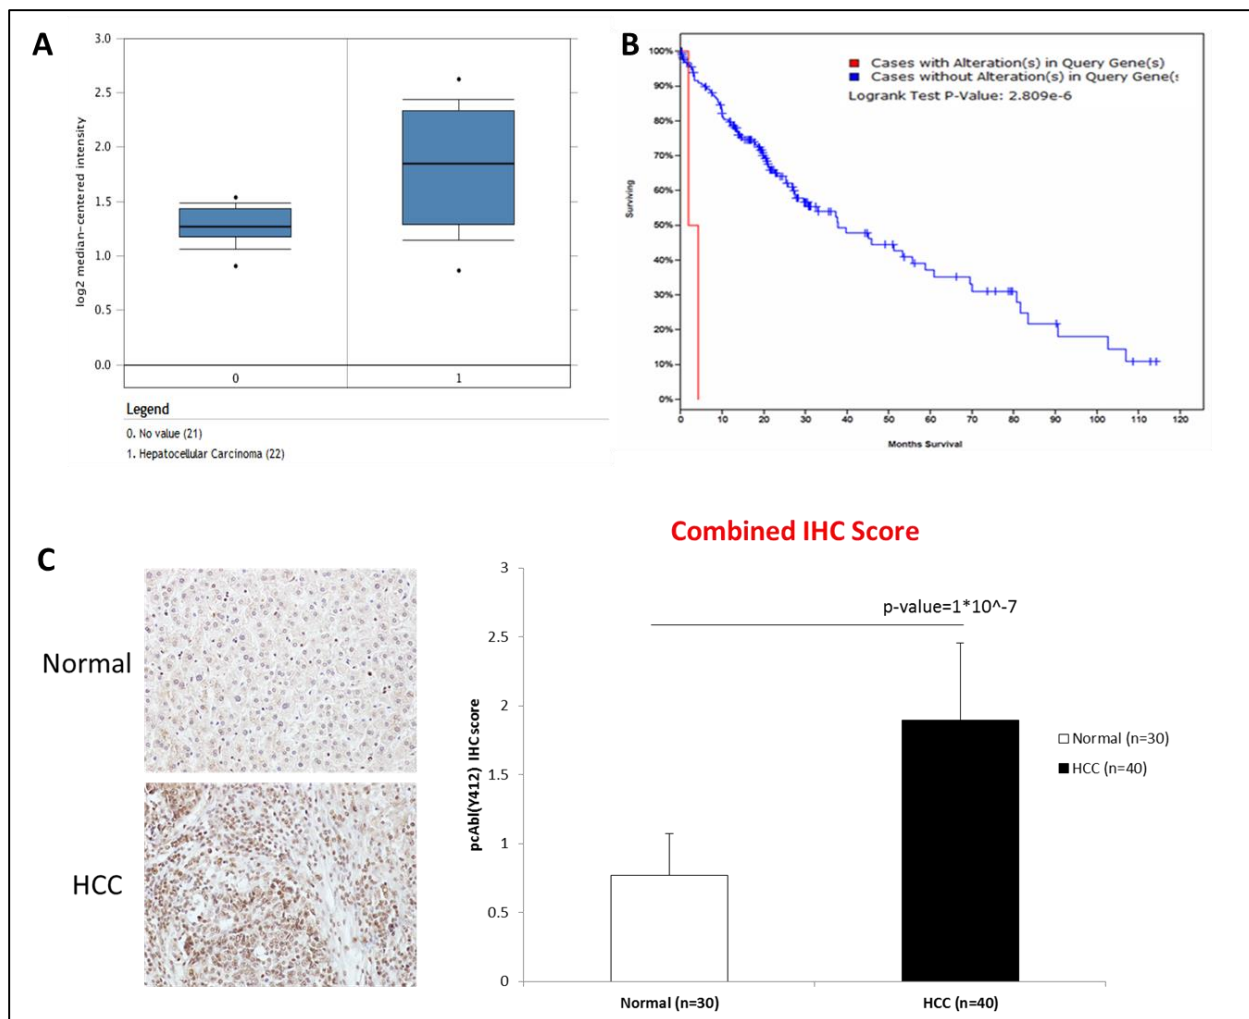 A
3.0
2.5
2.0
1.5
1.0
0.5
0.0
log2 median-centered intensity
0
1
Legend
0. No value (21)
1. Hepatocellular Carcinoma (22)
B
Cases with Alteration(s) in Query Gene(s)
Cases without Alteration(s) in Query Gene(s
Logrank Test P-Value: 2.809e-6
100%
90%
80%
70%
60%
50%
40%
30%
20%
10%
0%
Surviving
0 10 20 30 40 50 60 70 80 90 100 110 120
Months Survival
C
Normal
HCC
Combined IHC Score
3
2.5
2
1.5
1
0.5
0
pcAbl(Y412) IHC score
p-value=1*10^-7
Normal (n=30)
HCC (n=40)
Normal (n=30)
HCC (n=40)